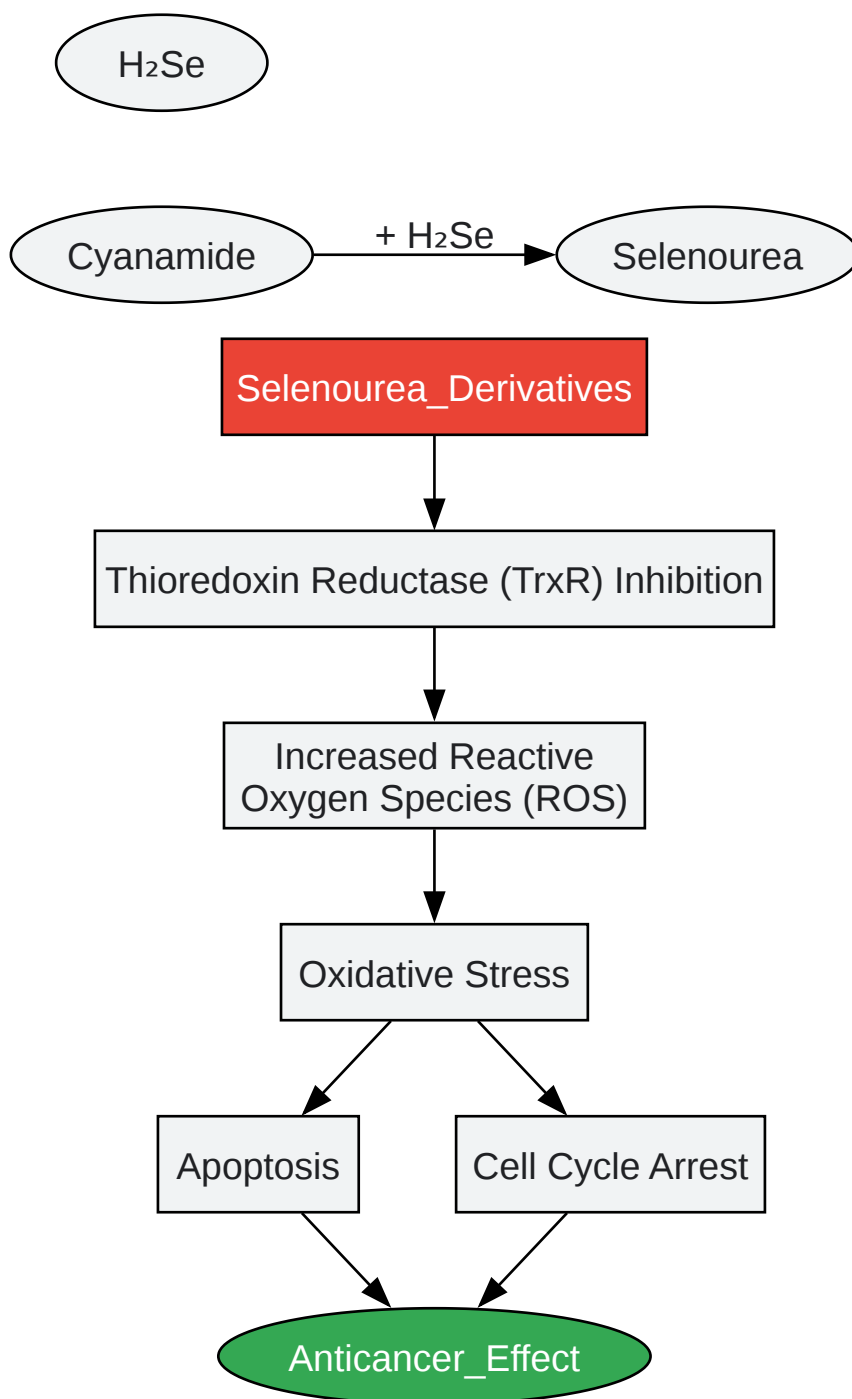 H₂Se
+ H₂Se
Cyanamide
Selenourea
Selenourea_Derivatives
Thioredoxin Reductase (TrxR) Inhibition
Increased Reactive
Oxygen Species (ROS)
Oxidative Stress
Apoptosis
Cell Cycle Arrest
Anticancer_Effect